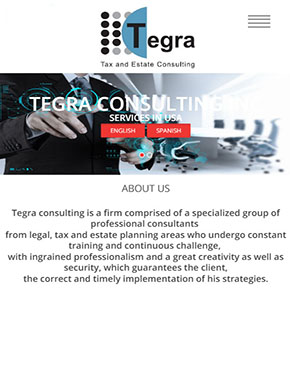 Tegra
Tax and Estate Consulting
TEGRA CONSULTING INC
SERVICES IN USA
ENGLISH
SPANISH
ABOUT US
Tegra consulting is a firm comprised of a specialized group of
professional consultants
from legal, tax and estate planning areas who undergo constant
training and continuous challenge,
with ingrained professionalism and a great creativity as well as
security, which guarantees the client,
the correct and timely implementation of his strategies.